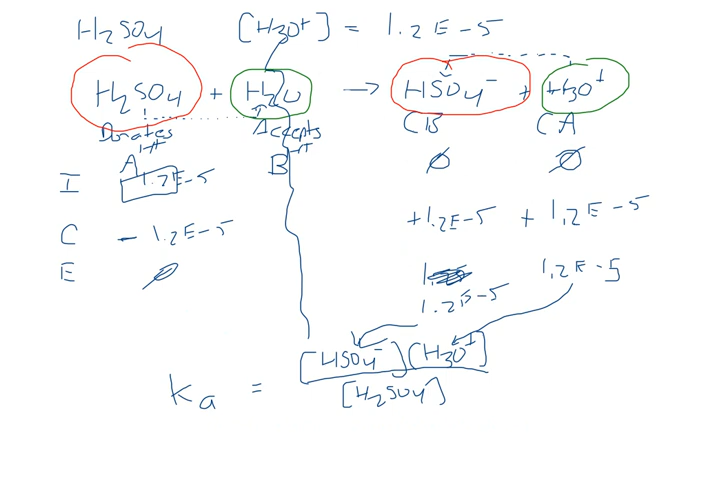 H2SO4 [H3O+] = 1.2E-5
H2SO4 + H2O → HSO4- + H3O+
Donates Accepts CB CA
H+ H+
A B Ø Ø
I 1.2E-5
C - 1.2E-5 +1.2E-5 + 1.2E-5
E Ø 1.2E-5
1.2E-5
Ka = [HSO4-][H3O+]
[H2SO4]